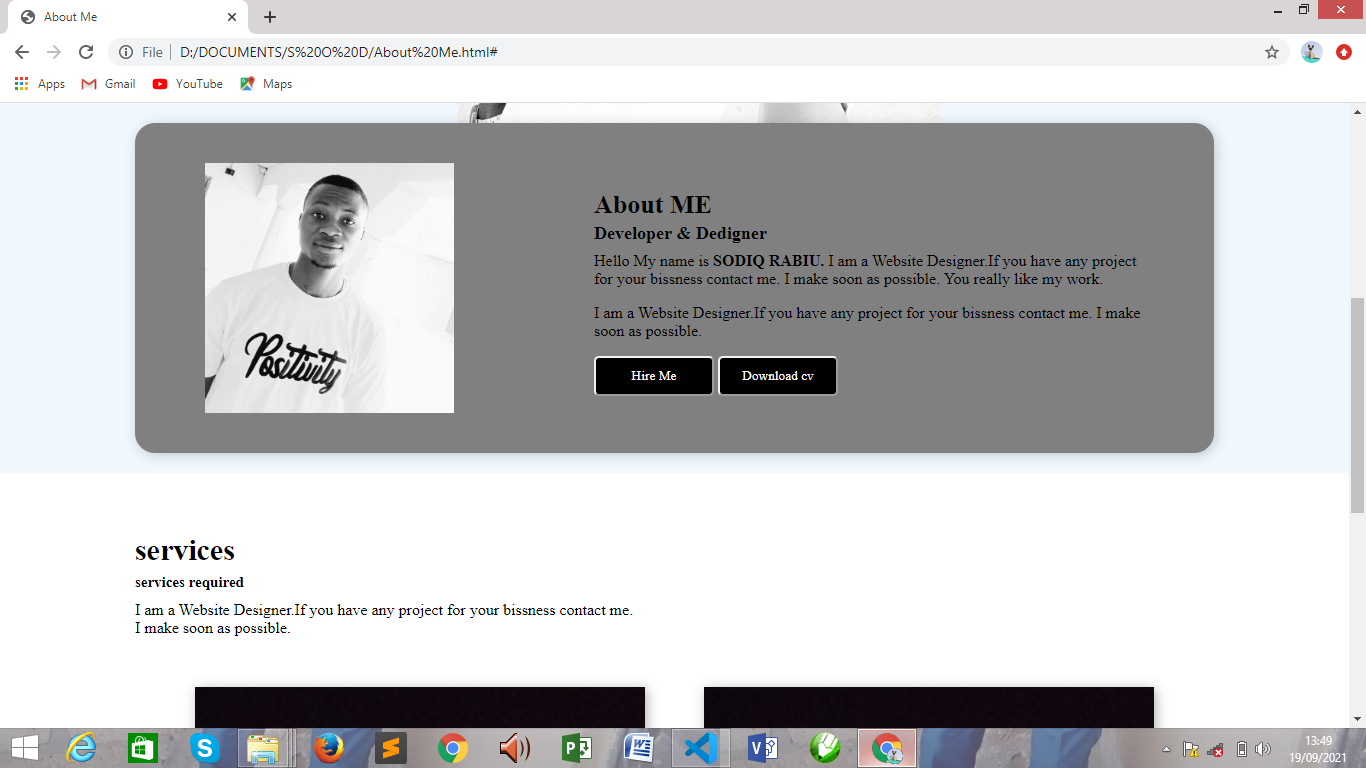 About Me
File
D:/DOCUMENTS/S%20O%20D/About%20Me.html#
Apps
Gmail
YouTube
Maps
Positivity
About ME
Developer & Dedigner
Hello My name is SODIQ RABIU. I am a Website Designer.If you have any project
for your bissness contact me. I make soon as possible. You really like my work.
I am a Website Designer.If you have any project for your bissness contact me. I make
soon as possible.
Hire Me
Download cv
services
services required
I am a Website Designer.If you have any project for your bissness contact me.
I make soon as possible.
13:49
19/09/2021